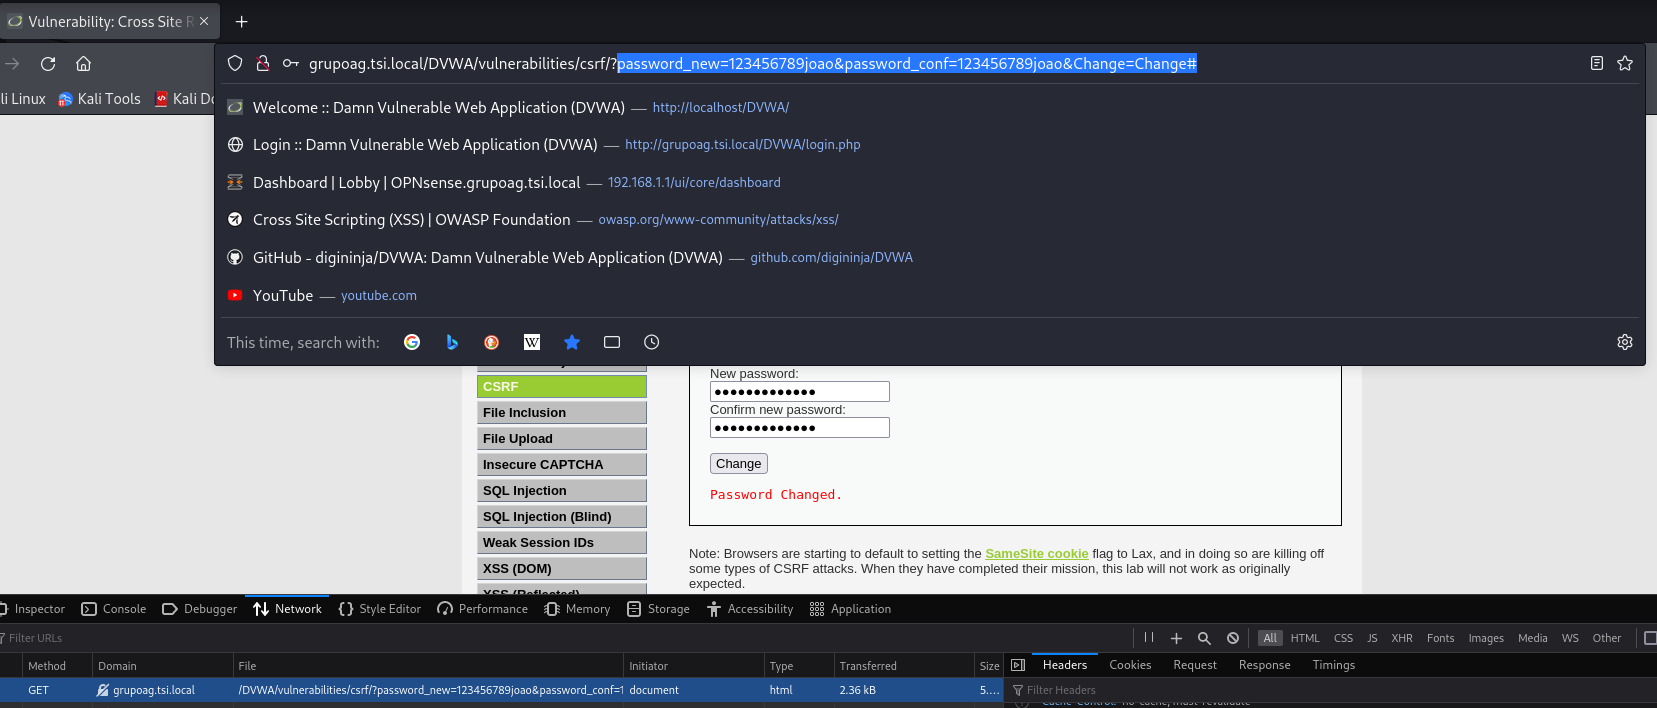 Vulnerability: Cross Site R
grupoag.tsi.local/DVWA/vulnerabilities/csrf/?password_new=123456789joao&password_conf=123456789joao&Change=Change#
li Linux Kali Tools Kali Do
Welcome :: Damn Vulnerable Web Application (DVWA) — http://localhost/DVWA/
Login :: Damn Vulnerable Web Application (DVWA) — http://grupoag.tsi.local/DVWA/login.php
Dashboard | Lobby | OPNsense.grupoag.tsi.local — 192.168.1.1/ui/core/dashboard
Cross Site Scripting (XSS) | OWASP Foundation — owasp.org/www-community/attacks/xss/
GitHub - digininja/DVWA: Damn Vulnerable Web Application (DVWA) — github.com/digininja/DVWA
YouTube — youtube.com
This time, search with:
CSRF
File Inclusion
File Upload
Insecure CAPTCHA
SQL Injection
SQL Injection (Blind)
Weak Session IDs
XSS (DOM)
XSS (Reflected)
New password:
●●●●●●●●●●●●●
Confirm new password:
●●●●●●●●●●●●●
Change
Password Changed.
Note: Browsers are starting to default to setting the SameSite cookie flag to Lax, and in doing so are killing off
some types of CSRF attacks. When they have completed their mission, this lab will not work as originally
expected.
Inspector Console Debugger Network Style Editor Performance Memory Storage Accessibility Application
Filter URLs
All HTML CSS JS XHR Fonts Images Media WS Other
Method Domain File Initiator Type Transferred Size
Headers Cookies Request Response Timings
GET grupoag.tsi.local /DVWA/vulnerabilities/csrf/?password_new=123456789joao&password_conf=1 document html 2.36 kB 5....
Filter Headers
Cache-Control: no-cache, must-revalidate